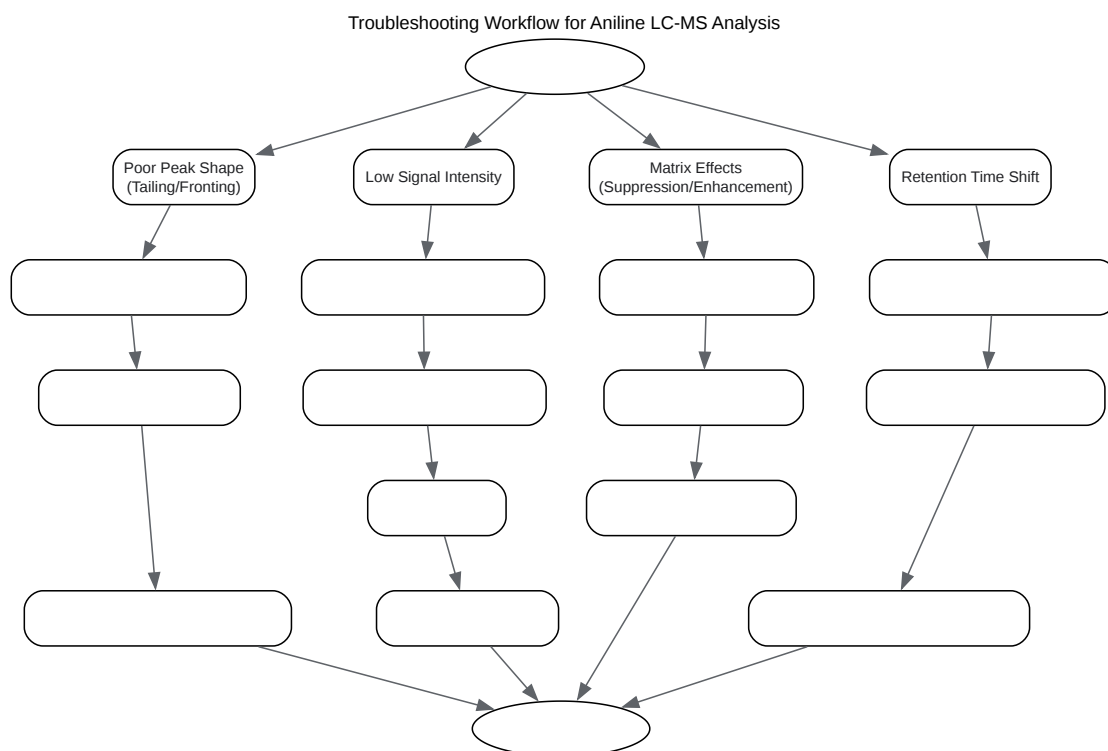 Troubleshooting Workflow for Aniline LC-MS Analysis
Poor Peak Shape
(Tailing/Fronting)
Low Signal Intensity
Matrix Effects
(Suppression/Enhancement)
Retention Time Shift